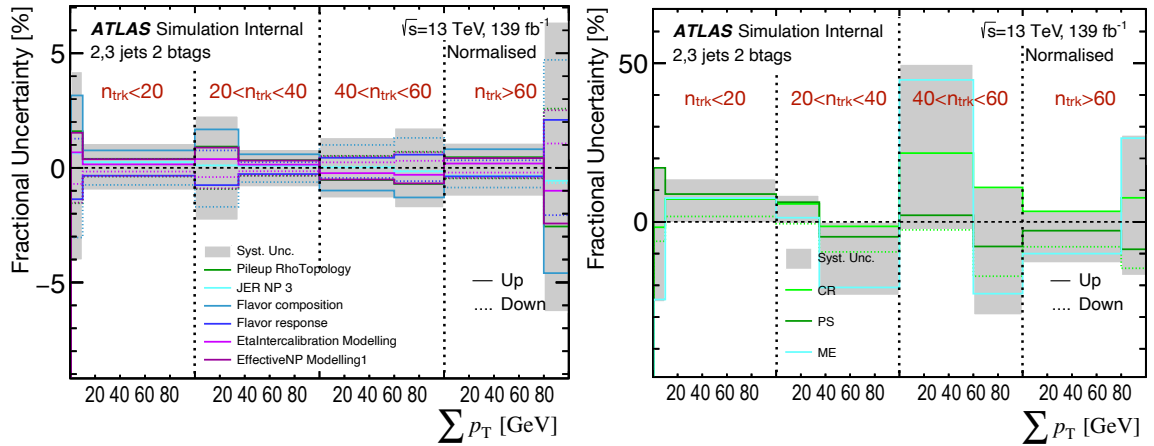 ATLAS Simulation Internal
√s=13 TeV, 139 fb⁻¹
2,3 jets 2 btags
Normalised
n_trk<20
20<n_trk<40
40<n_trk<60
n_trk>60
Fractional Uncertainty [%]
5
0
−5
Syst. Unc.
Pileup RhoTopology
JER NP 3
Flavor composition
Flavor response
EtaIntercalibration Modelling
EffectiveNP Modelling1
Up
Down
20 40 60 80 20 40 60 80 20 40 60 80 20 40 60 80
∑ p_T [GeV]
ATLAS Simulation Internal
√s=13 TeV, 139 fb⁻¹
2,3 jets 2 btags
Normalised
n_trk<20
20<n_trk<40
40<n_trk<60
n_trk>60
Fractional Uncertainty [%]
50
0
Syst. Unc.
CR
PS
ME
Up
Down
20 40 60 80 20 40 60 80 20 40 60 80 20 40 60 80
∑ p_T [GeV]